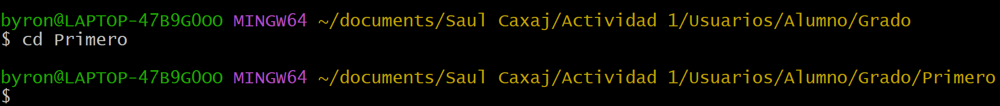 byron@LAPTOP-47B9G0OO MINGW64 ~/documents/Saul Caxaj/Actividad 1/Usuarios/Alumno/Grado
$ cd Primero
byron@LAPTOP-47B9G0OO MINGW64 ~/documents/Saul Caxaj/Actividad 1/Usuarios/Alumno/Grado/Primero
$